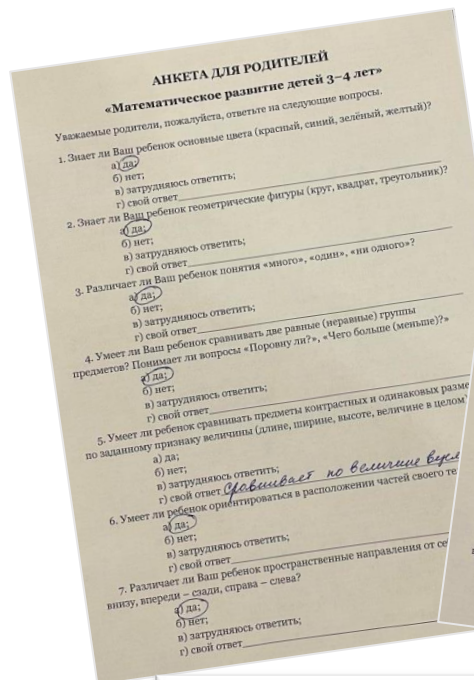 АНКЕТА ДЛЯ РОДИТЕЛЕЙ
«Математическое развитие детей 3–4 лет»
Уважаемые родители, пожалуйста, ответьте на следующие вопросы.
1. Знает ли Ваш ребенок основные цвета (красный, синий, зелёный, желтый)?
а) да;
б) нет;
в) затрудняюсь ответить;
г) свой ответ
2. Знает ли Ваш ребенок геометрические фигуры (круг, квадрат, треугольник)?
а) да;
б) нет;
в) затрудняюсь ответить;
г) свой ответ
3. Различает ли Ваш ребенок понятия «много», «один», «ни одного»?
а) да;
б) нет;
в) затрудняюсь ответить;
г) свой ответ
4. Умеет ли Ваш ребенок сравнивать две равные (неравные) группы
предметов? Понимает ли вопросы «Поровну ли?», «Чего больше (меньше)?»
а) да;
б) нет;
в) затрудняюсь ответить;
г) свой ответ
5. Умеет ли ребенок сравнивать предметы контрастных и одинаковых разме
по заданному признаку величины (длине, ширине, высоте, величине в целом)
а) да;
б) нет;
в) затрудняюсь ответить;
г) свой ответ сравнивает по величине
6. Умеет ли ребенок ориентироваться в расположении частей своего те
а) да;
б) нет;
в) затрудняюсь ответить;
г) свой ответ
7. Различает ли Ваш ребенок пространственные направления от се
внизу, впереди – сзади, справа – слева?
а) да;
б) нет;
в) затрудняюсь ответить;
г) свой ответ